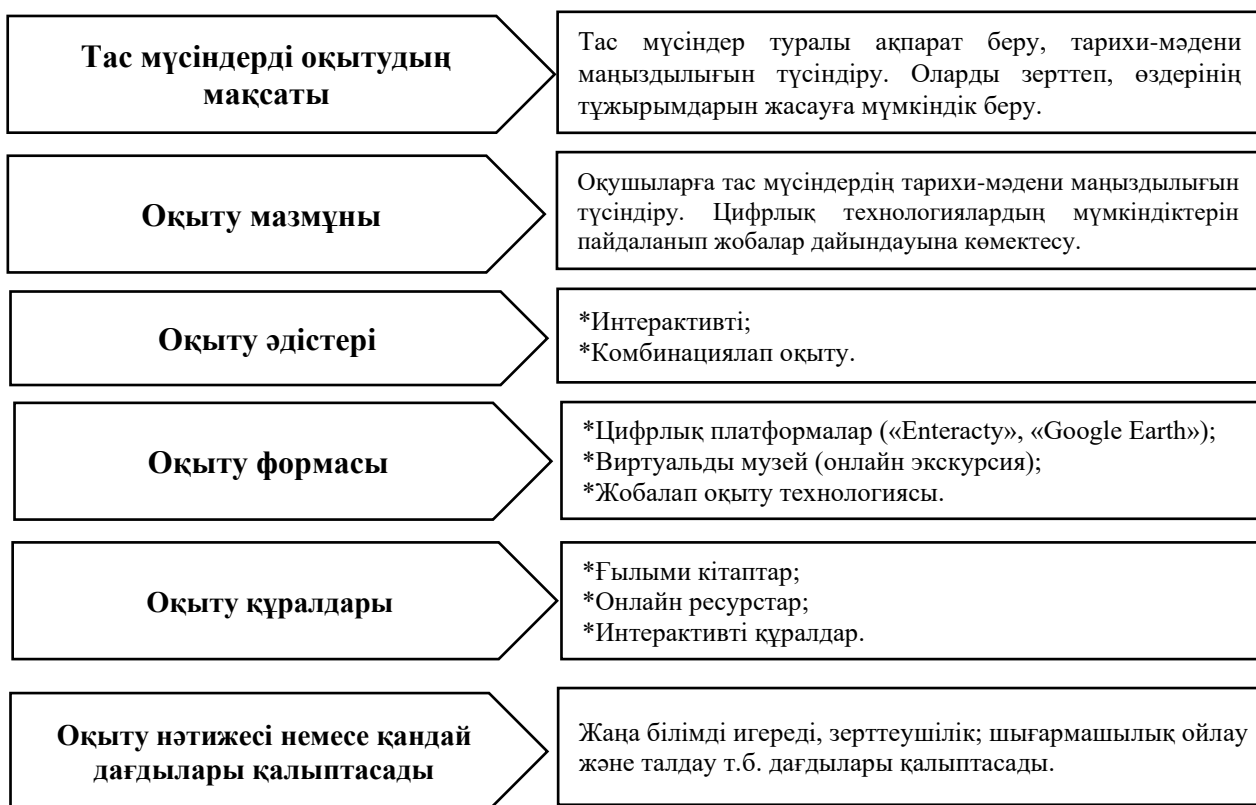 Тас мүсіндерді оқытудың
мақсаты
Тас мүсіндер туралы ақпарат беру, тарихи-мәдени
маңыздылығын түсіндіру. Оларды зерттеп, өздерінің
тұжырымдарын жасауға мүмкіндік беру.
Оқыту мазмұны
Оқушыларға тас мүсіндердің тарихи-мәдени маңыздылығын
түсіндіру. Цифрлық технологиялардың мүмкіндіктерін
пайдаланып жобалар дайындауына көмектесу.
Оқыту әдістері
*Интерактивті;
*Комбинациялап оқыту.
Оқыту формасы
*Цифрлық платформалар («Enteracty», «Google Earth»);
*Виртуальды музей (онлайн экскурсия);
*Жобалап оқыту технологиясы.
Оқыту құралдары
*Ғылыми кітаптар;
*Онлайн ресурстар;
*Интерактивті құралдар.
Оқыту нәтижесі немесе қандай
дағдылары қалыптасады
Жаңа білімді игереді, зерттеушілік; шығармашылық ойлау
және талдау т.б. дағдылары қалыптасады.